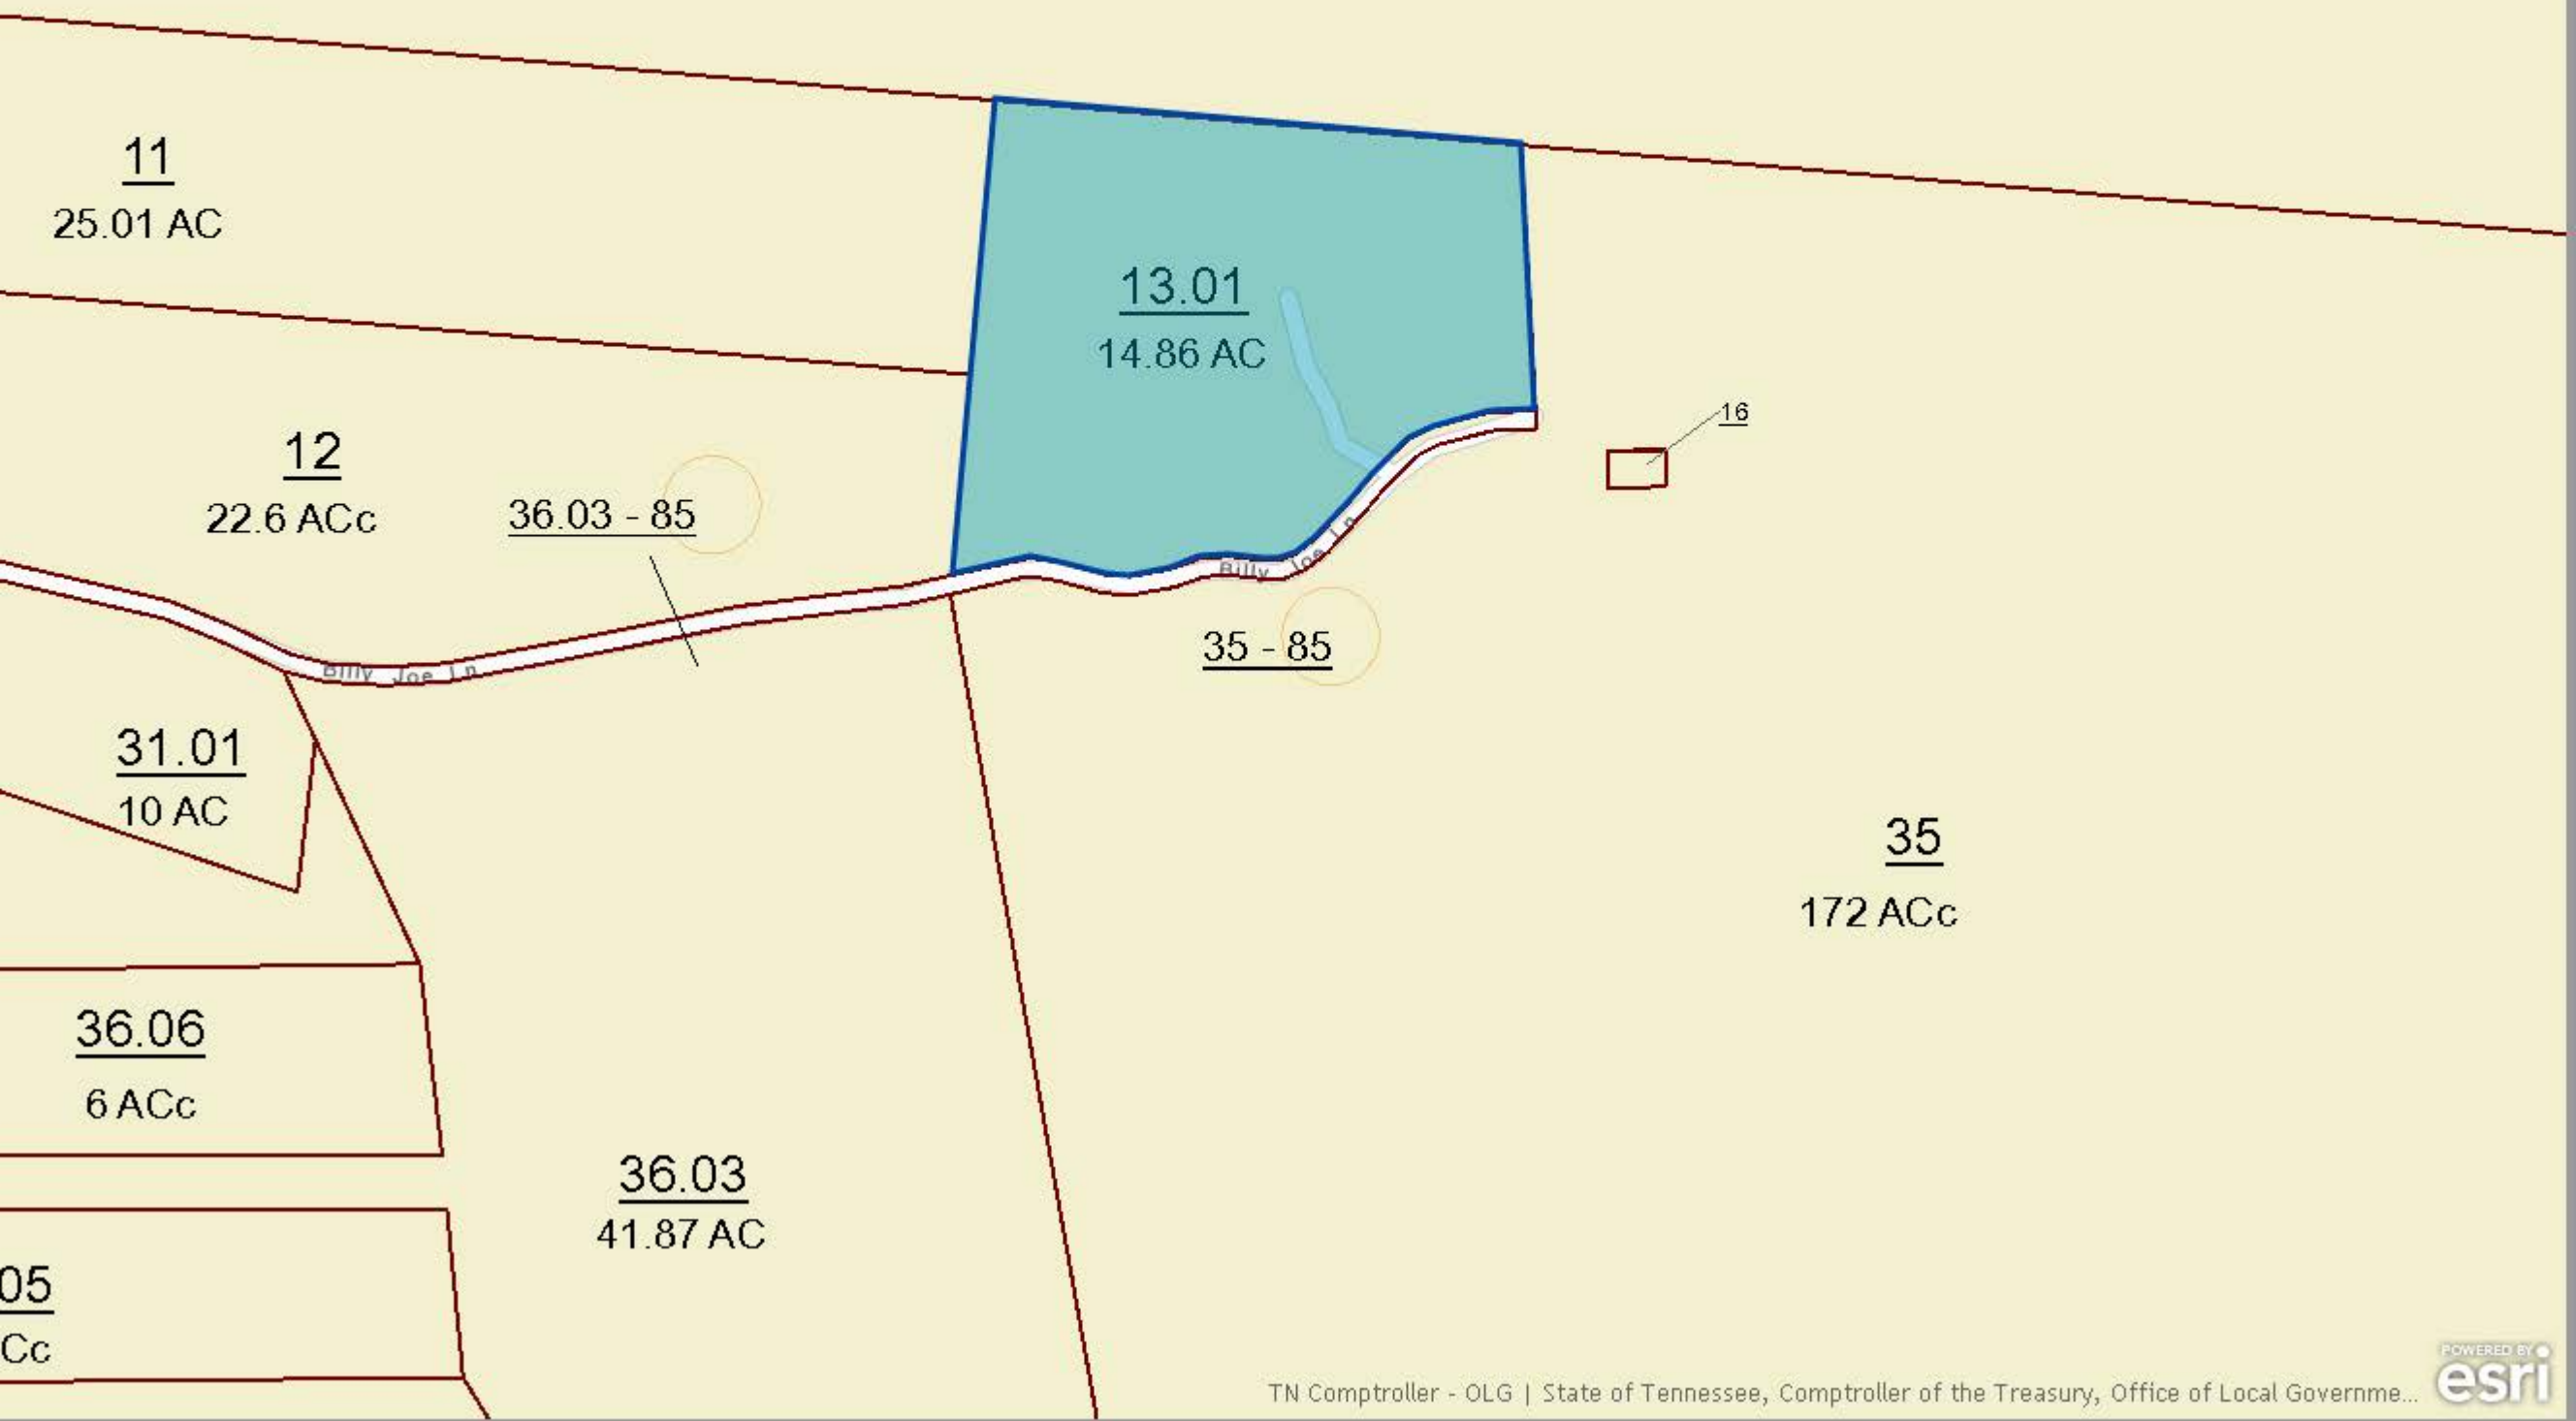 11
25.01 AC
13.01
14.86 AC
16
12
22.6 ACc
36.03 - 85
Billy Joe Ln
35 - 85
Billy Joe Ln
31.01
10 AC
35
172 ACc
36.06
6 ACc
36.03
41.87 AC
05
Cc
TN Comptroller - OLG | State of Tennessee, Comptroller of the Treasury, Office of Local Governme...
POWERED BY
esri